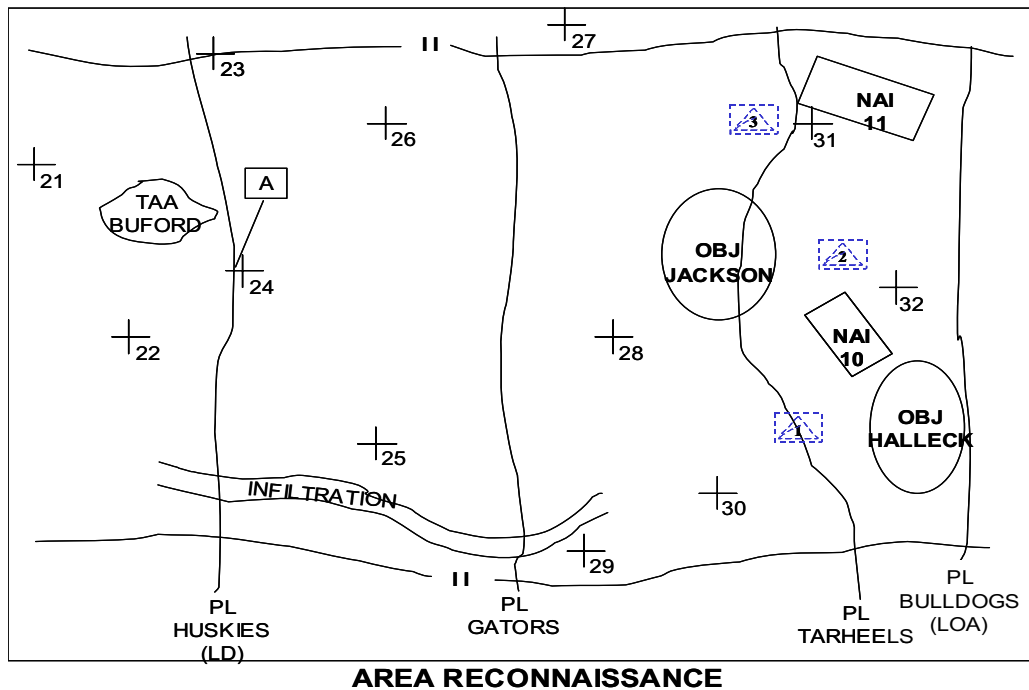 II
27
23
NAI
11
26
3
31
21
A
TAA
BUFORD
OBJ
JACKSON
2
24
32
22
28
NAI
10
OBJ
HALLECK
1
25
INFILTRATION
30
29
II
PL
HUSKIES
(LD)
PL
GATORS
PL
TARHEELS
PL
BULLDOGS
(LOA)
AREA RECONNAISSANCE